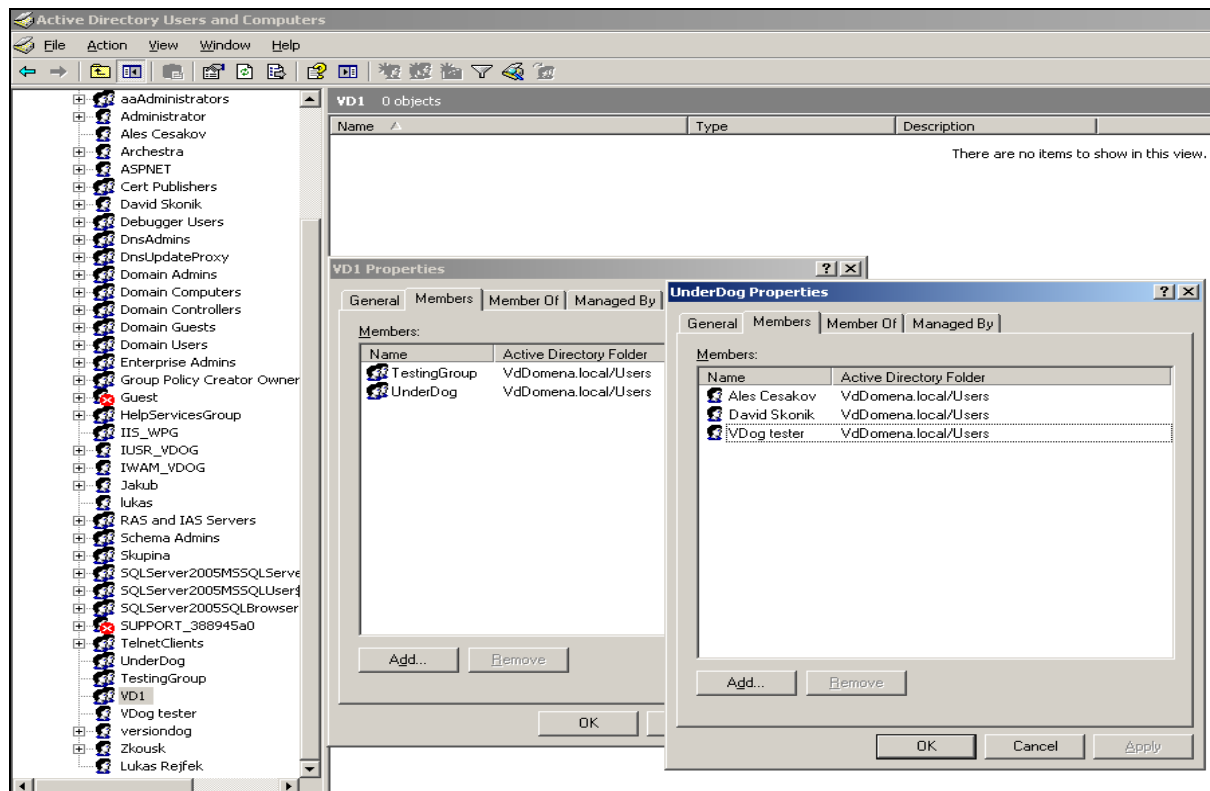 Active Directory Users and Computers
File Action View Window Help
aaAdministrators
Administrator
Ales Cesakov
Archestra
ASPNET
Cert Publishers
David Skonik
Debugger Users
DnsAdmins
DnsUpdateProxy
Domain Admins
Domain Computers
Domain Controllers
Domain Guests
Domain Users
Enterprise Admins
Group Policy Creator Owner
Guest
HelpServicesGroup
IIS_WPG
IUSR_VDOG
IWAM_VDOG
Jakub
lukas
RAS and IAS Servers
Schema Admins
Skupina
SQLServer2005MSSQLServe
SQLServer2005MSSQLUser$
SQLServer2005SQLBrowser
SUPPORT_388945a0
TelnetClients
UnderDog
TestingGroup
VD1
VDog tester
versiondog
Zkousk
Lukas Rejfek
VD1 0 objects
Name Type Description
There are no items to show in this view.
VD1 Properties
General Members Member Of Managed By
Members:
Name Active Directory Folder
TestingGroup VdDomena.local/Users
UnderDog VdDomena.local/Users
Add... Remove
OK
UnderDog Properties
General Members Member Of Managed By
Members:
Name Active Directory Folder
Ales Cesakov VdDomena.local/Users
David Skonik VdDomena.local/Users
VDog tester VdDomena.local/Users
Add... Remove
OK Cancel Apply